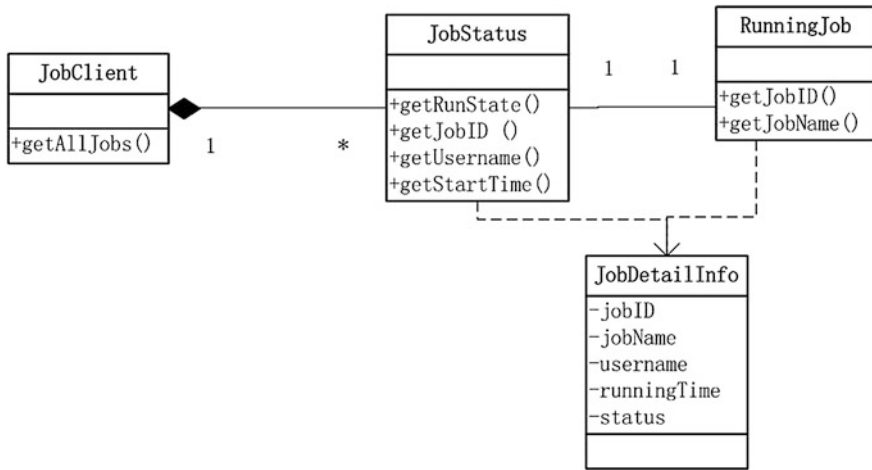 JobClient
+getAllJobs()
1
*
JobStatus
+getRunState()
+getJobID ()
+getUsername()
+getStartTime()
1
1
RunningJob
+getJobID()
+getJobName()
JobDetailInfo
-jobID
-jobName
-username
-runningTime
-status